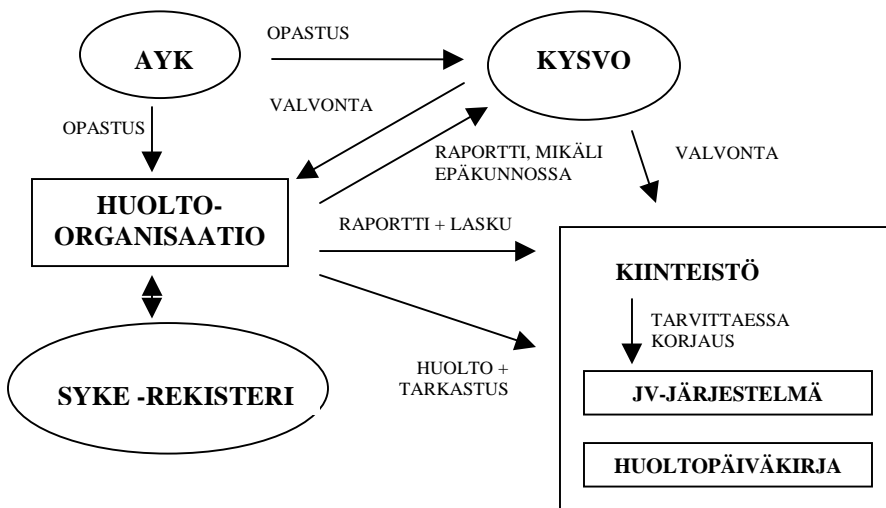 OPASTUS
AYK
KYSVO
VALVONTA
OPASTUS
RAPORTTI, MIKÄLI
EPÄKUNNOSSA
VALVONTA
HUOLTO-
ORGANISAATIO
RAPORTTI + LASKU
KIINTEISTÖ
TARVITTAESSA
KORJAUS
HUOLTO +
TARKASTUS
SYKE -REKISTERI
JV-JÄRJESTELMÄ
HUOLTOPÄIVÄKIRJA